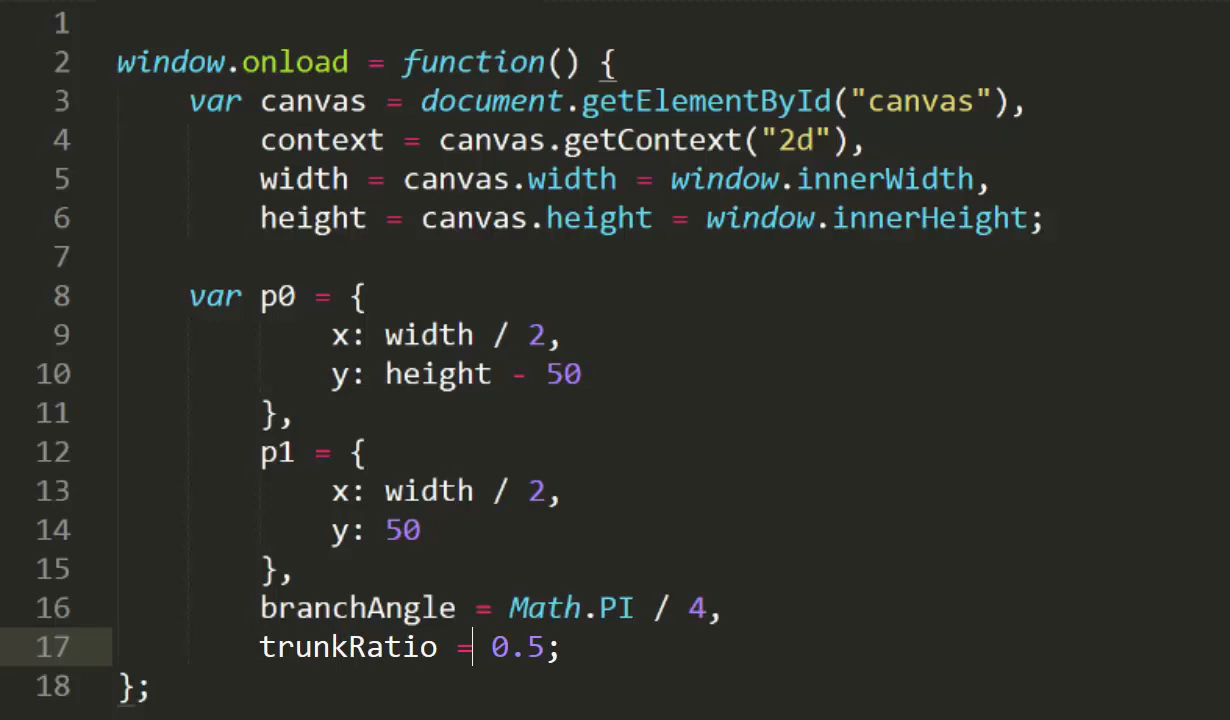 1
2 window.onload = function() {
3     var canvas = document.getElementById("canvas"),
4         context = canvas.getContext("2d"),
5         width = canvas.width = window.innerWidth,
6         height = canvas.height = window.innerHeight;
7
8     var p0 = {
9             x: width / 2,
10             y: height - 50
11         },
12         p1 = {
13             x: width / 2,
14             y: 50
15         },
16         branchAngle = Math.PI / 4,
17         trunkRatio = 0.5;
18 };